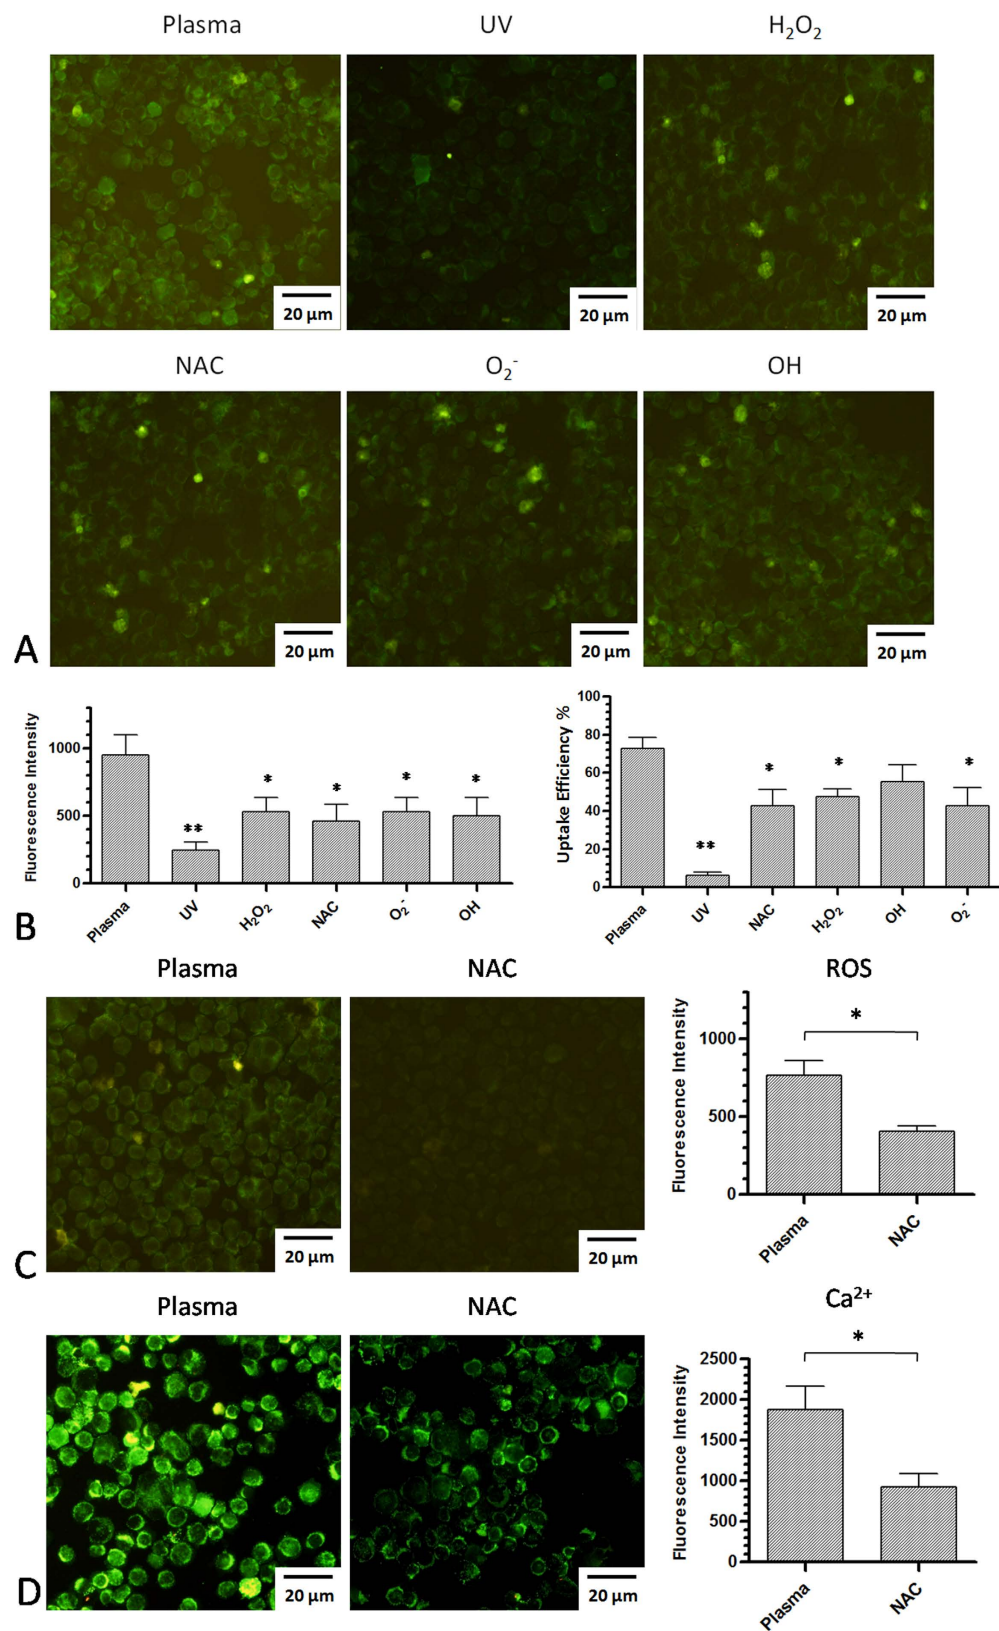 Plasma UV H₂O₂
20 µm 20 µm 20 µm
NAC O₂⁻ OH
A 20 µm 20 µm 20 µm
Fluorescence Intensity
1000
500
0
** * * * *
Plasma UV H₂O₂ NAC O₂⁻ OH
Uptake Efficiency %
100
80
60
40
20
0
** * * *
Plasma UV NAC H₂O₂ OH O₂⁻
B
Plasma NAC ROS
20 µm 20 µm
Fluorescence Intensity
1000
500
0
*
Plasma NAC
C
Plasma NAC Ca²⁺
20 µm 20 µm
Fluorescence Intensity
2500
2000
1500
1000
500
0
*
Plasma NAC
D